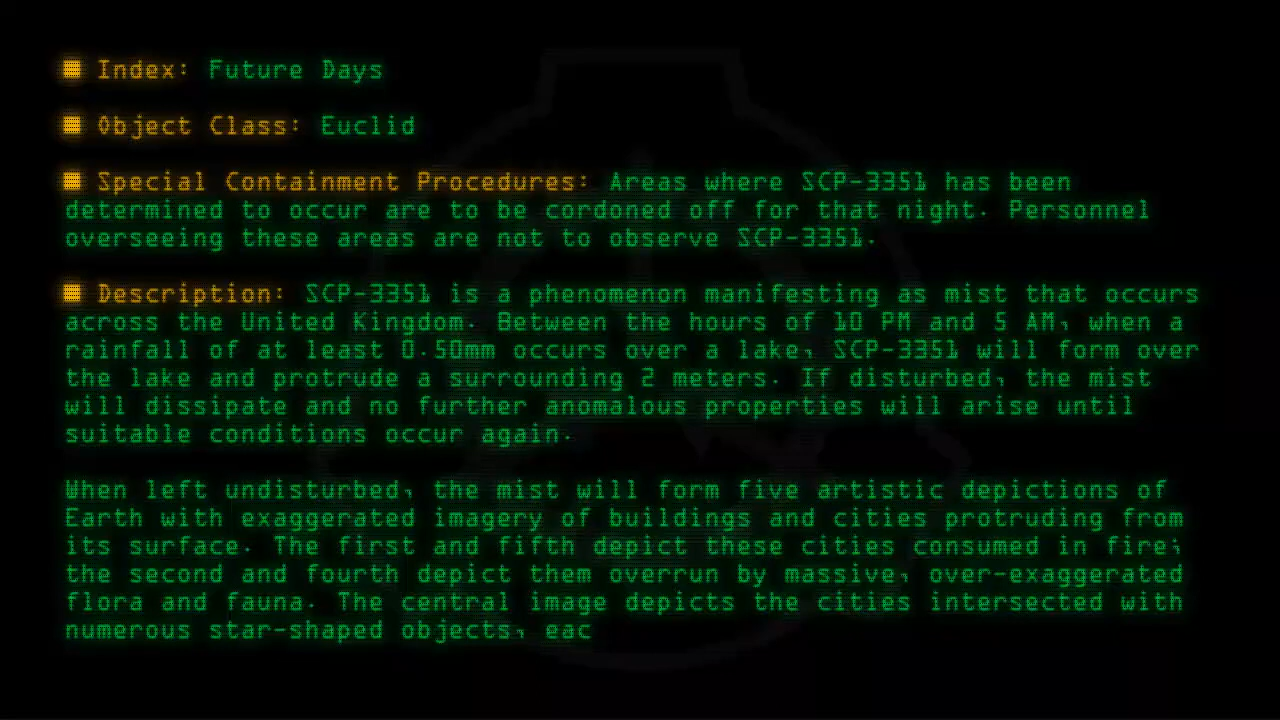 ■ Index: Future Days
■ Object Class: Euclid
■ Special Containment Procedures: Areas where SCP-3351 has been
determined to occur are to be cordoned off for that night. Personnel
overseeing these areas are not to observe SCP-3351.
■ Description: SCP-3351 is a phenomenon manifesting as mist that occurs
across the United Kingdom. Between the hours of 10 PM and 5 AM, when a
rainfall of at least 0.50mm occurs over a lake, SCP-3351 will form over
the lake and protrude a surrounding 2 meters. If disturbed, the mist
will dissipate and no further anomalous properties will arise until
suitable conditions occur again.
When left undisturbed, the mist will form five artistic depictions of
Earth with exaggerated imagery of buildings and cities protruding from
its surface. The first and fifth depict these cities consumed in fire;
the second and fourth depict them overrun by massive, over-exaggerated
flora and fauna. The central image depicts the cities intersected with
numerous star-shaped objects, eac